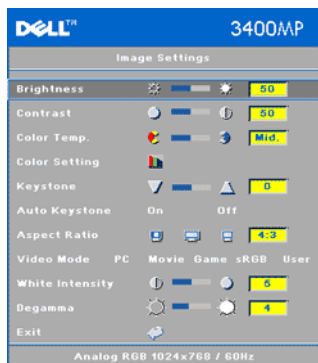 DELL™ 3400MP
Image Settings
Brightness 50
Contrast 50
Color Temp. Mid.
Color Setting
Keystone 0
Auto Keystone On Off
Aspect Ratio 4:3
Video Mode PC Movie Game sRGB User
White Intensity 5
Degamma 4
Exit
Analog RGB 1024x768 / 60Hz